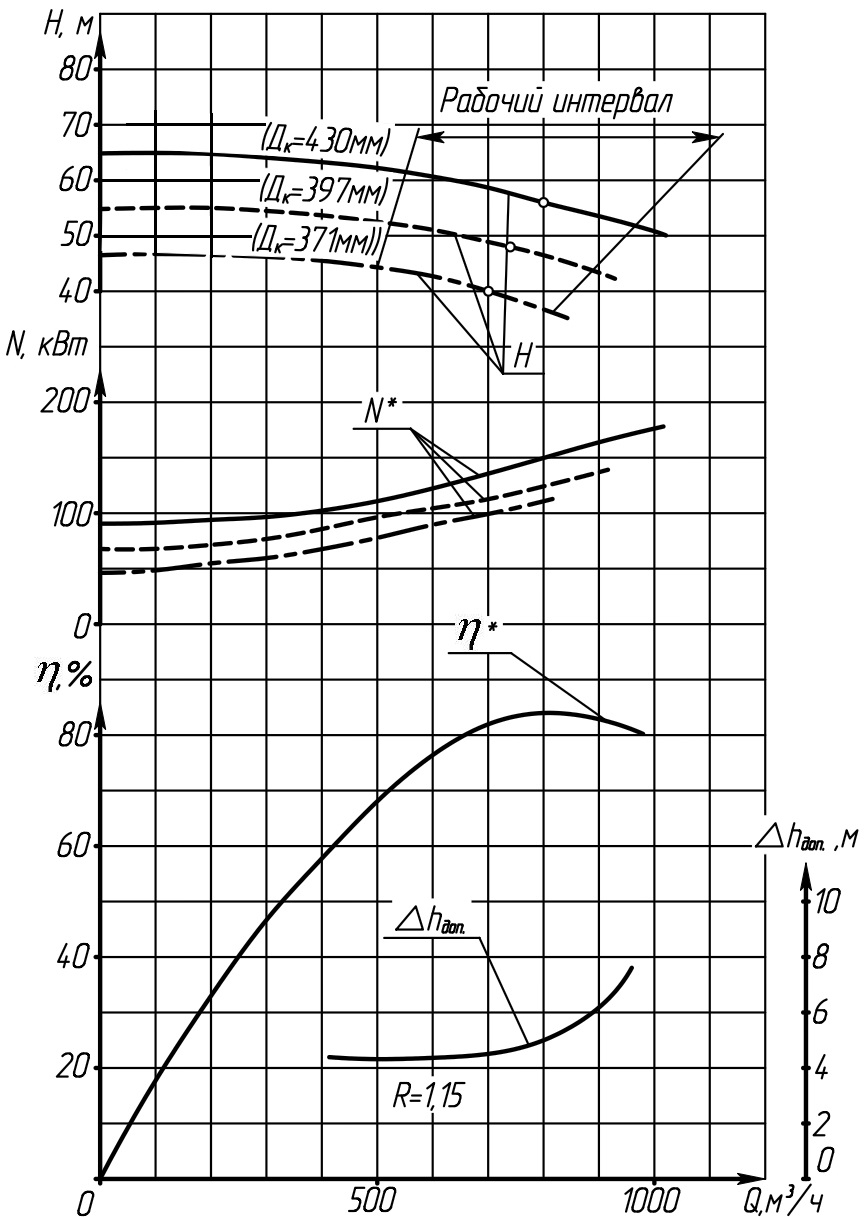 H, м
80
70
60
50
40
Рабочий интервал
(Дк=430мм)
(Дк=397мм)
(Дк=371мм))
H
N, кВт
200
100
0
N*
η*
η,%
80
60
40
20
0
Δhдоп.
R=1,15
Δhдоп.,м
10
8
6
4
2
0
500
1000
Q,м³/ч